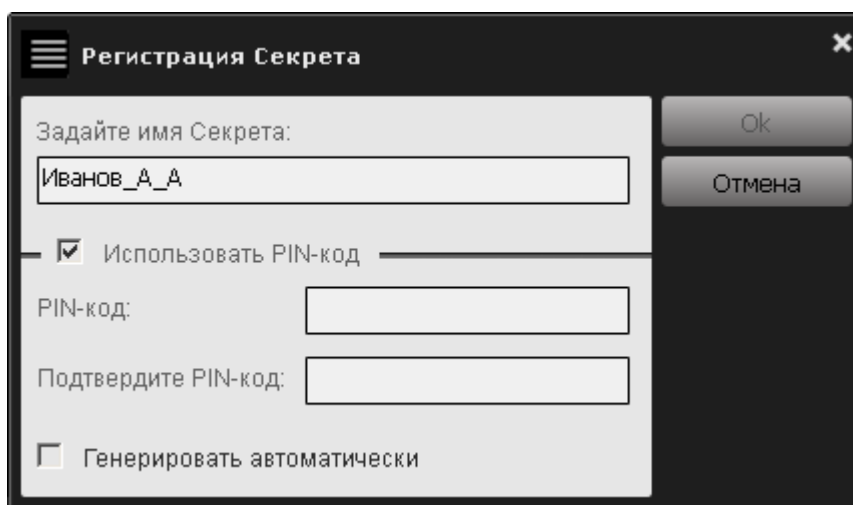 Регистрация Секрета
Задайте имя Секрета:
Иванов_А_А
Использовать PIN-код
PIN-код:
Подтвердите PIN-код:
Генерировать автоматически
Ok
Отмена